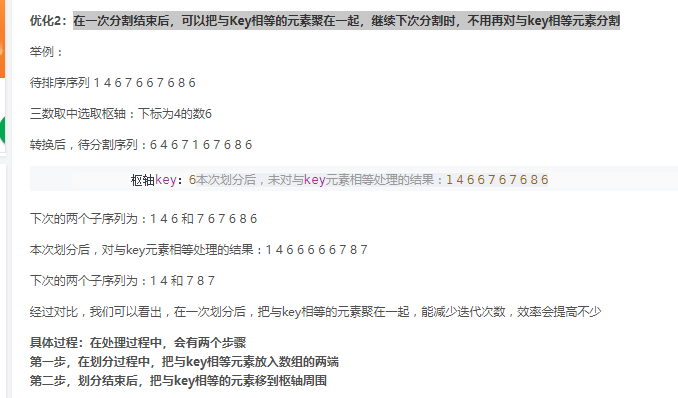 优化2：在一次分割结束后，可以把与Key相等的元素聚在一起，继续下次分割时，不用再对与key相等元素分割
举例：
待排序序列 1 4 6 7 6 6 7 6 8 6
三数取中选取枢轴：下标为4的数6
转换后，待分割序列：6 4 6 7 1 6 7 6 8 6
枢轴key：6本次划分后，未对与key元素相等处理的结果：1 4 6 6 7 6 7 6 8 6
下次的两个子序列为：1 4 6 和 7 6 7 6 8 6
本次划分后，对与key元素相等处理的结果：1 4 6 6 6 6 6 7 8 7
下次的两个子序列为：1 4 和 7 8 7
经过对比，我们可以看出，在一次划分后，把与key相等的元素聚在一起，能减少迭代次数，效率会提高不少
具体过程：在处理过程中，会有两个步骤
第一步，在划分过程中，把与key相等元素放入数组的两端
第二步，划分结束后，把与key相等的元素移到枢轴周围